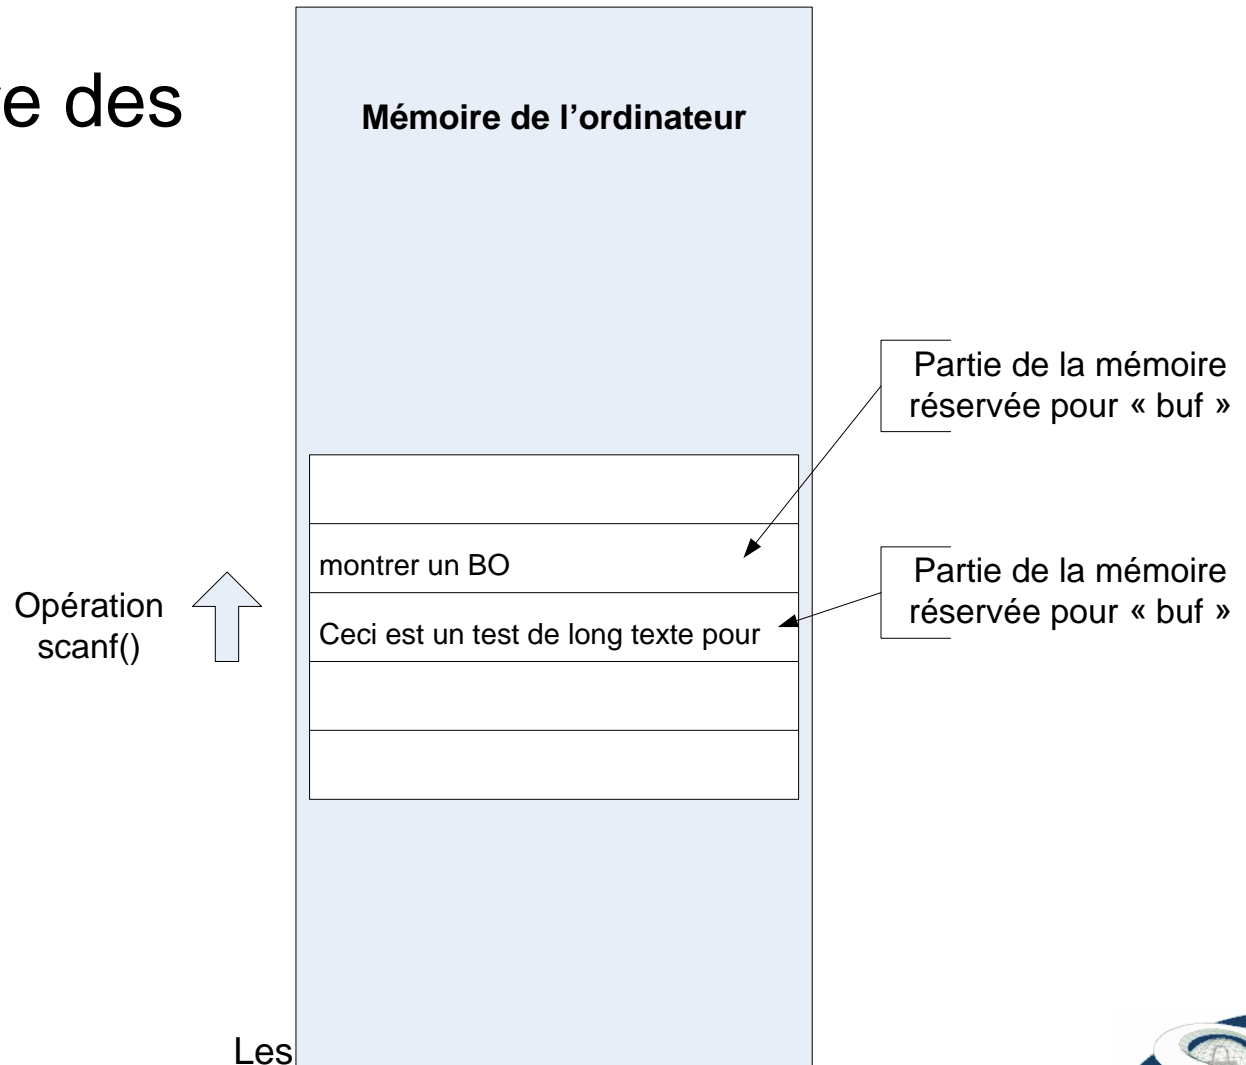 e des
Mémoire de l’ordinateur
Partie de la mémoire
réservée pour « buf »
montrer un BO
Partie de la mémoire
réservée pour « buf »
Opération
scanf()
Ceci est un test de long texte pour
Les